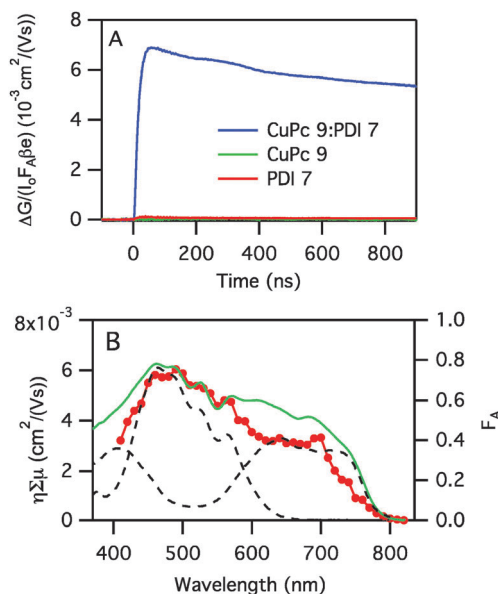 A
ΔG/(IₒF_Aβe) (10⁻³cm²/(Vs))
8
6
4
2
0
CuPc 9:PDI 7
CuPc 9
PDI 7
0 200 400 600 800
Time (ns)
B
8x10⁻³
6
4
2
0
ηΣμ (cm²/(Vs))
1.0
0.8
0.6
0.4
0.2
0.0
F_A
400 500 600 700 800
Wavelength (nm)